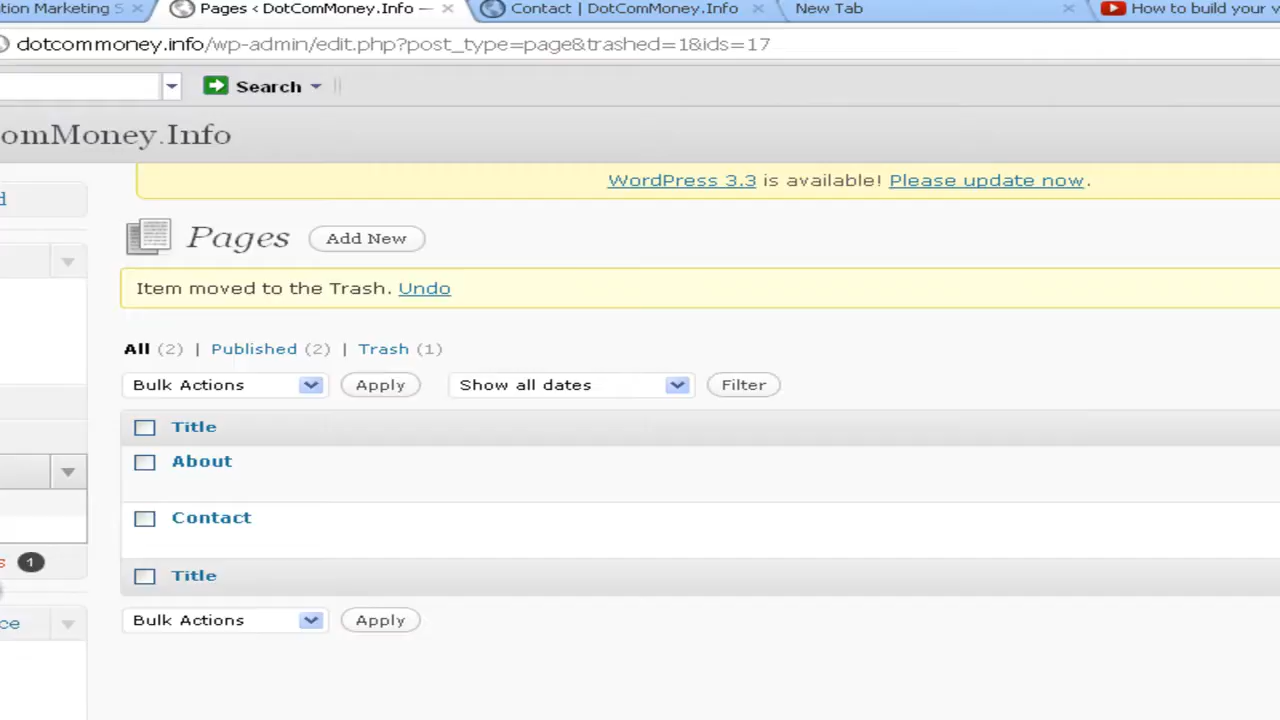 tion Marketing S
Pages < DotComMoney.Info —
Contact | DotComMoney.Info
New Tab
How to build your v
dotcommoney.info/wp-admin/edit.php?post_type=page&trashed=1&ids=17
Search
omMoney.Info
WordPress 3.3 is available! Please update now.
Pages
Add New
Item moved to the Trash. Undo
All (2) | Published (2) | Trash (1)
Bulk Actions
Apply
Show all dates
Filter
Title
About
Contact
s 1
Title
ce
Bulk Actions
Apply